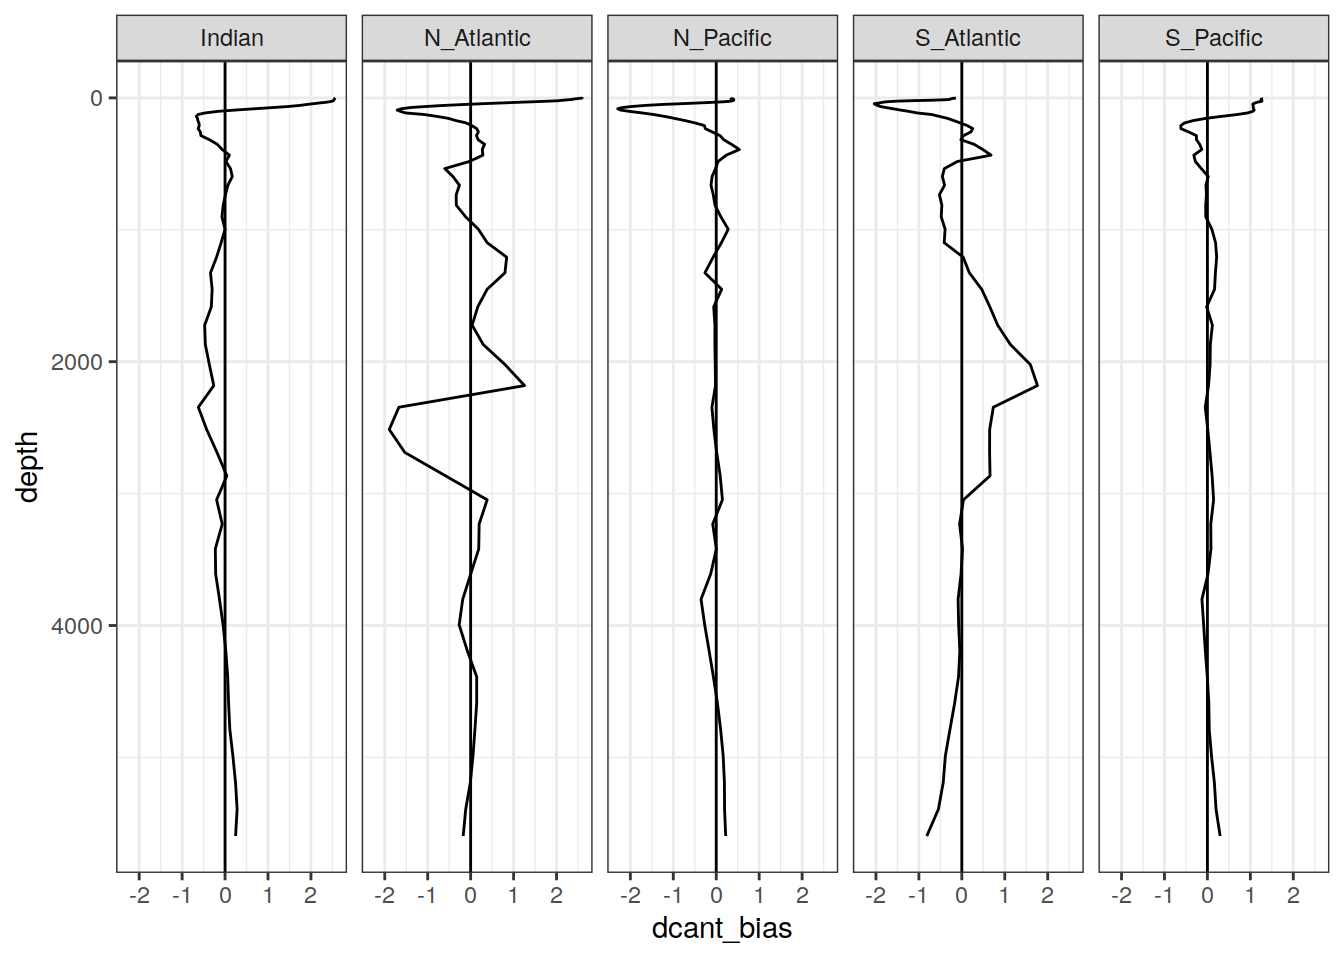 Indian N_Atlantic N_Pacific S_Atlantic S_Pacific
0
2000
4000
depth
-2 -1 0 1 2 -2 -1 0 1 2 -2 -1 0 1 2 -2 -1 0 1 2 -2 -1 0 1 2
dcant_bias